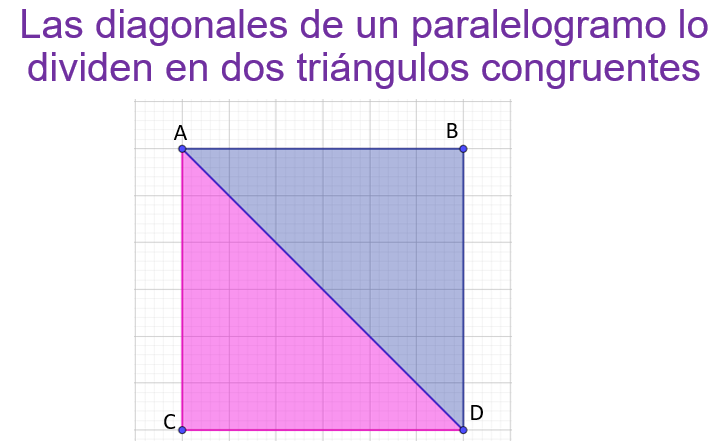 Las diagonales de un paralelogramo lo
dividen en dos triángulos congruentes
A
B
C
D